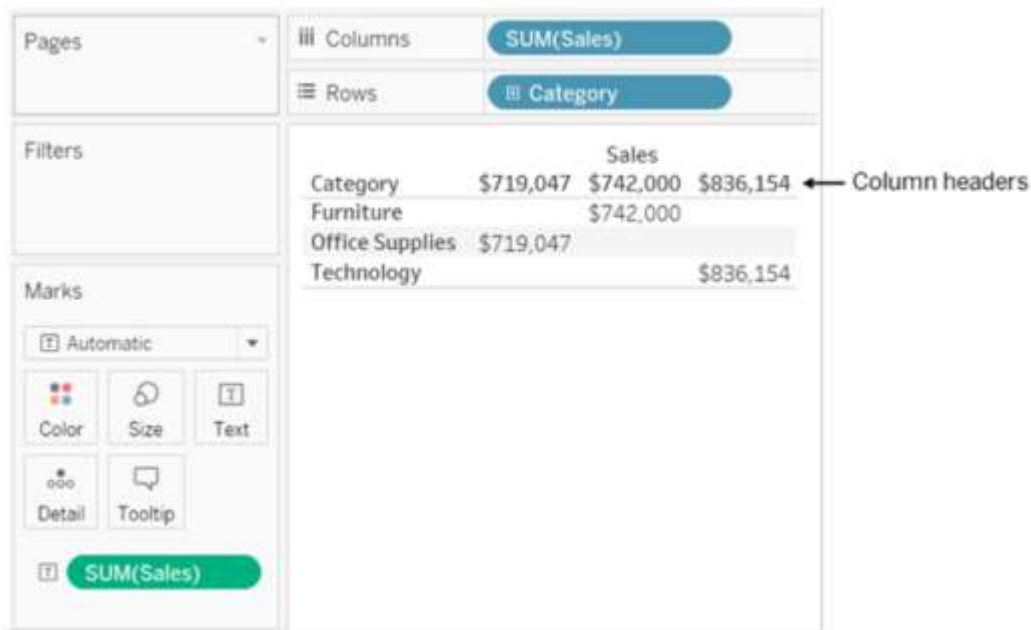 Pages
Columns
SUM(Sales)
Rows
Category
Filters
Sales
Category $719,047 $742,000 $836,154
Column headers
Furniture $742,000
Office Supplies $719,047
Technology $836,154
Marks
Automatic
Color Size Text
Detail Tooltip
SUM(Sales)